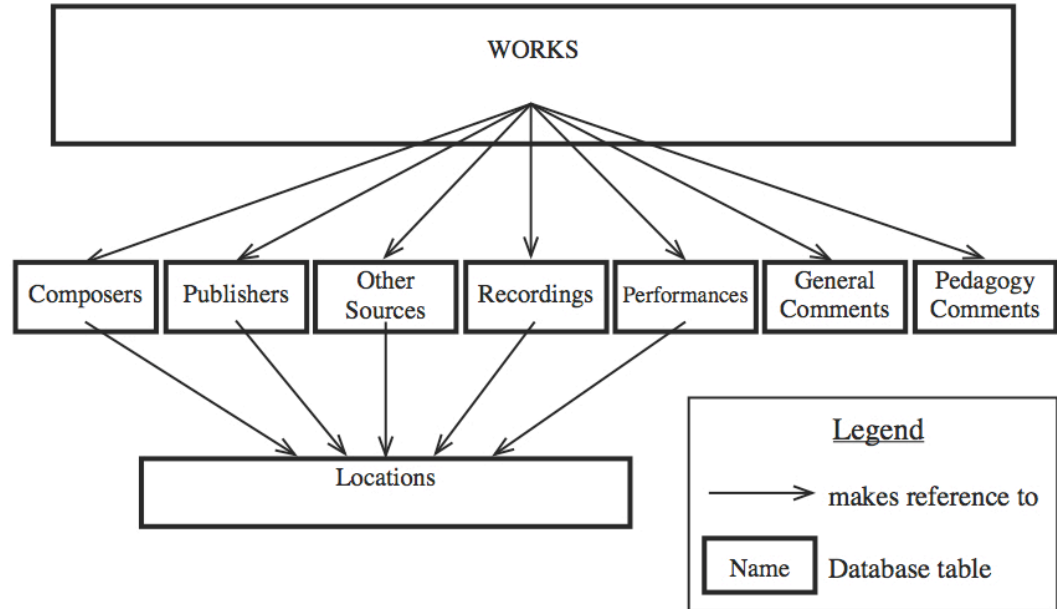 WORKS
Composers
Publishers
Other
Sources
Recordings
Performances
General
Comments
Pedagogy
Comments
Locations
Legend
makes reference to
Name
Database table